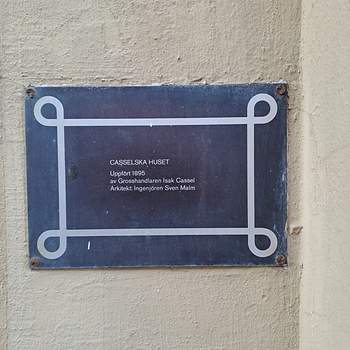 CASSELSKA HUSET
Uppfört 1895
av Grosshandlaren Isak Cassel
Arkitekt: Ingenjören Sven Malm